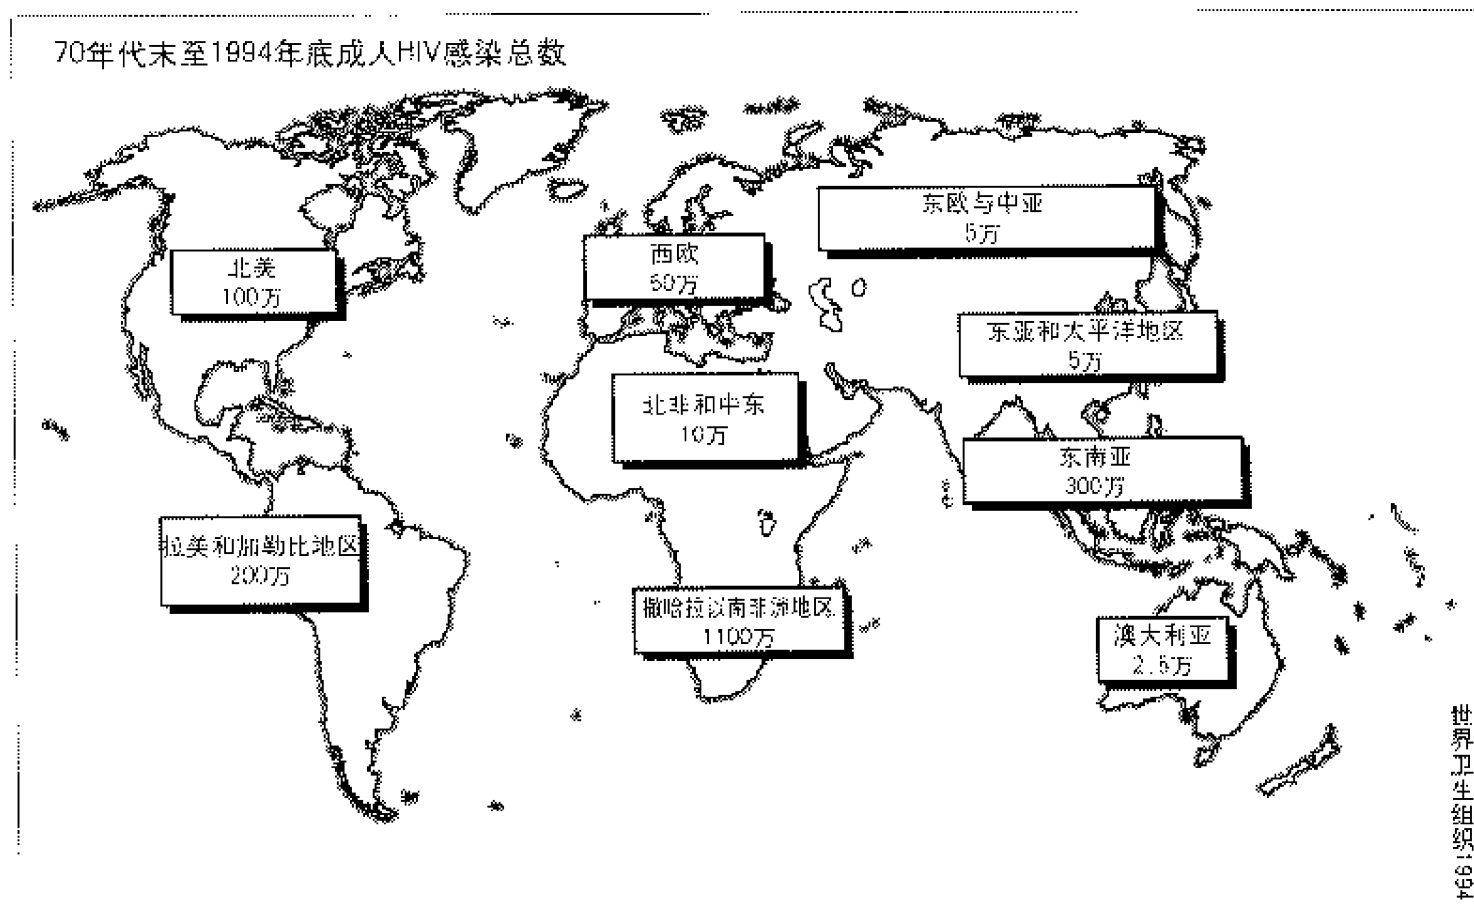 70年代末至1994年底成人HIV感染总数
东欧与中亚
5万
西欧
50万
北美
100万
东亚和太平洋地区
5万
北非和中东
10万
东南亚
300万
拉美和加勒比地区
200万
撒哈拉以南非洲地区
1100万
澳大利亚
2.5万
世界卫生组织1994